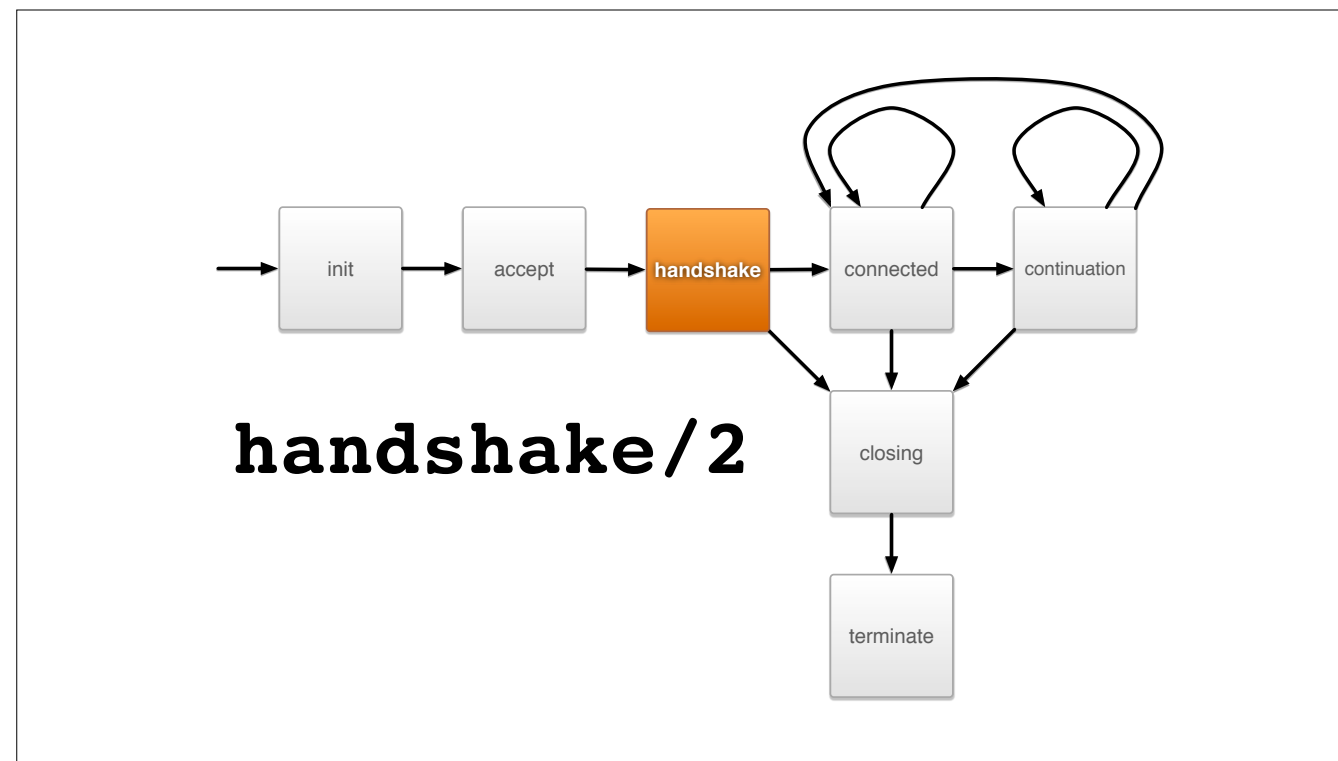 init
accept
handshake
connected
continuation
handshake/2
closing
terminate